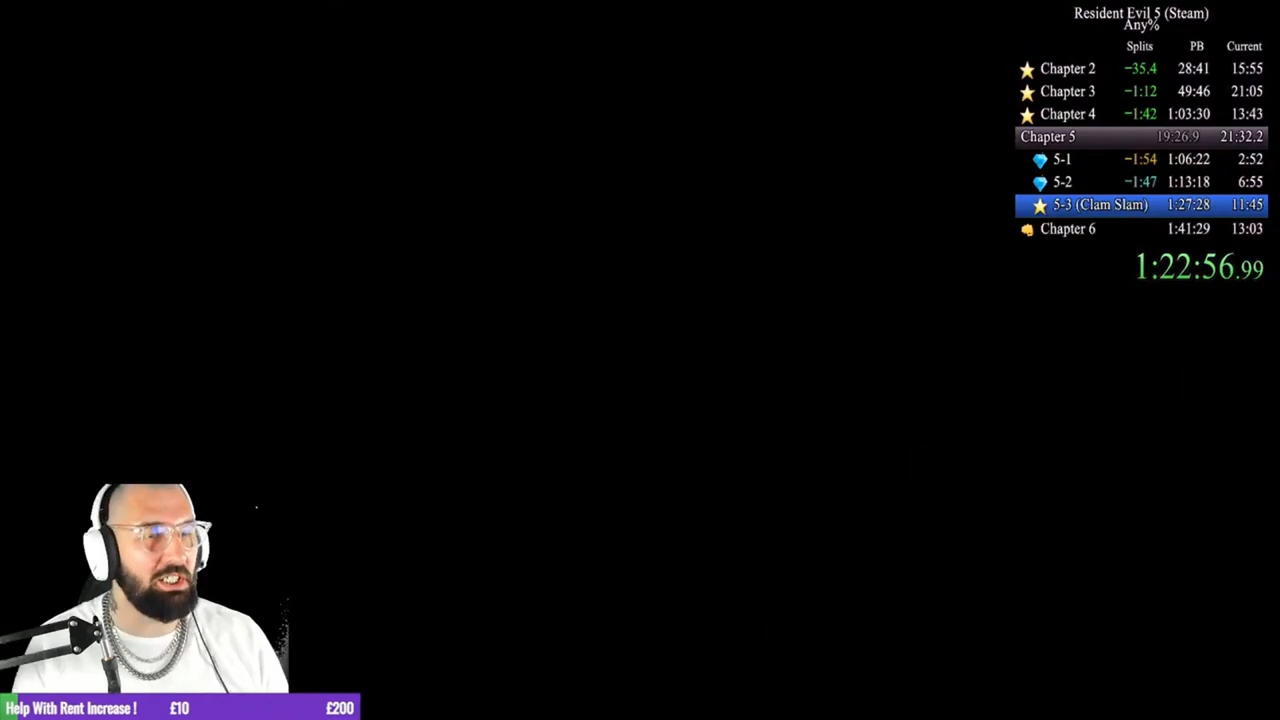 Resident Evil 5 (Steam)
Any%
Splits PB Current
Chapter 2 -35.4 28:41 15:55
Chapter 3 -1:12 49:46 21:05
Chapter 4 -1:42 1:03:30 13:43
Chapter 5 19:26.9 21:32.2
5-1 -1:54 1:06:22 2:52
5-2 -1:47 1:13:18 6:55
5-3 (Clam Slam) 1:27:28 11:45
Chapter 6 1:41:29 13:03
1:22:56.99
Help With Rent Increase ! £10 £200